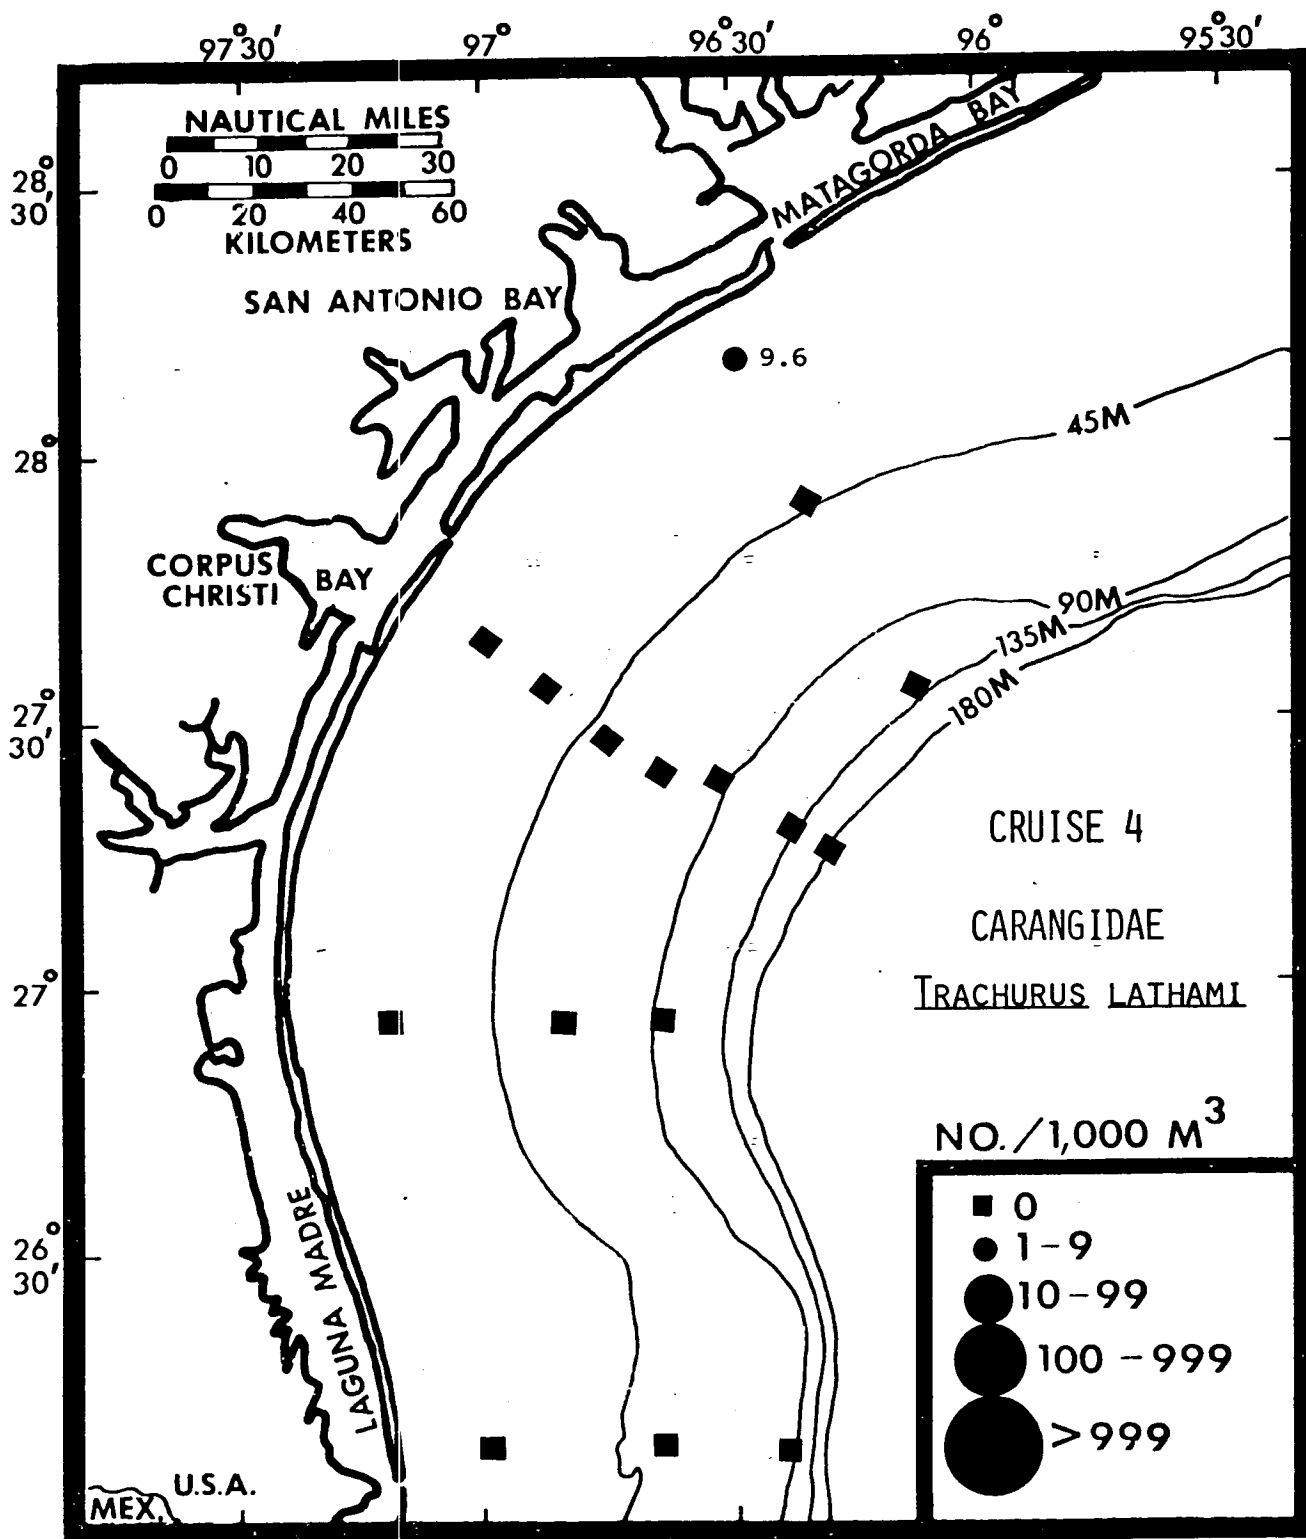 97°30′ 97° 96°30′ 96° 95°30′
NAUTICAL MILES
0 10 20 30
0 20 40 60
KILOMETERS
28°
30′
MATAGORDA BAY
SAN ANTONIO BAY
9.6
45M
28°
CORPUS
CHRISTI BAY
90M
135M
180M
27°
30′
CRUISE 4
CARANGIDAE
TRACHURUS LATHAMI
27°
NO./1,000 M³
0
1-9
10-99
100-999
>999
26°
30′
LAGUNA MADRE
U.S.A.
MEX.